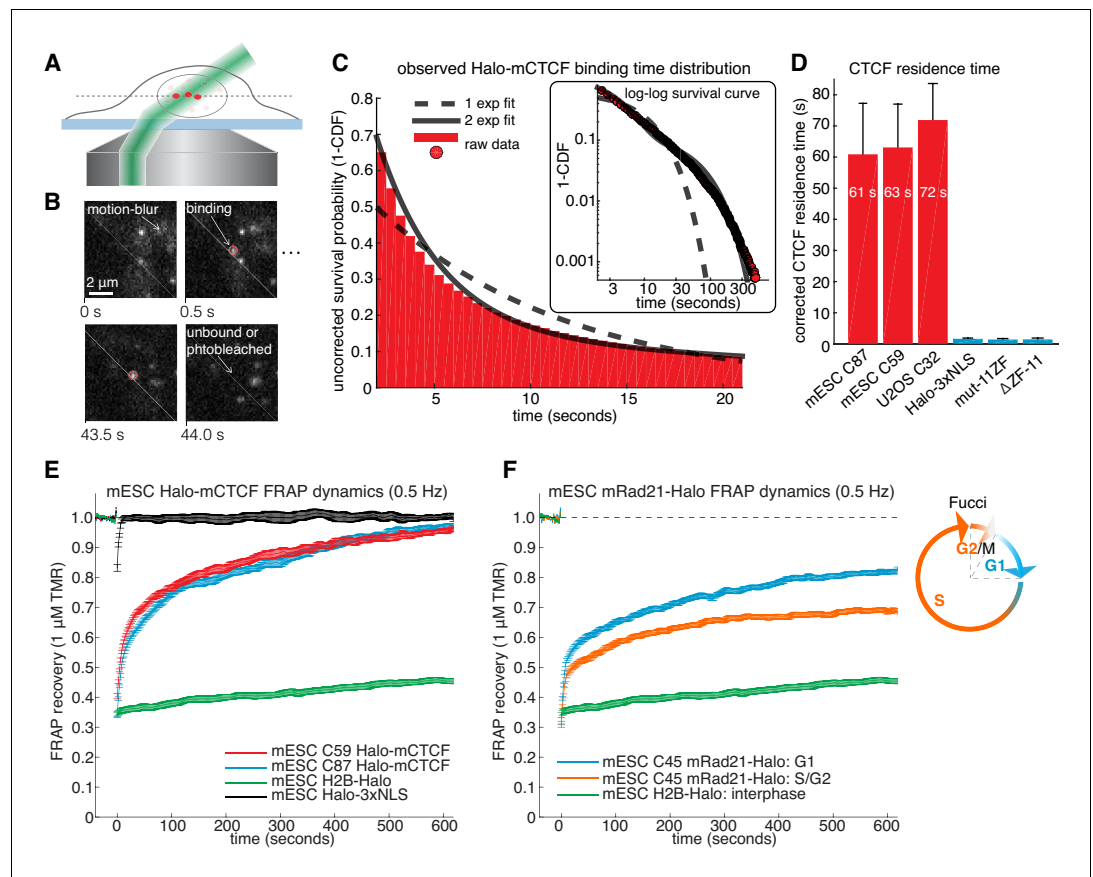 A
B
motion-blur
binding
2 µm
0 s
0.5 s
...
unbound or
phtobleached
43.5 s
44.0 s
C
observed Halo-mCTCF binding time distribution
1 exp fit
2 exp fit
raw data
uncorrected survival probability (1-CDF)
0.8
0.7
0.6
0.5
0.4
0.3
0.2
0.1
0
5
10
15
20
time (seconds)
log-log survival curve
1-CDF
0.1
0.01
0.001
3
10
30
100
300
time (seconds)
D
CTCF residence time
corrected CTCF residence time (s)
80
70
60
50
40
30
20
10
0
61 s
63 s
72 s
mESC C87
mESC C59
U2OS C32
Halo-3xNLS
mut-11ZF
ΔZF-11
E
mESC Halo-mCTCF FRAP dynamics (0.5 Hz)
FRAP recovery (1 µM TMR)
1.0
0.9
0.8
0.7
0.6
0.5
0.4
0.3
0.2
0.1
0
mESC C59 Halo-mCTCF
mESC C87 Halo-mCTCF
mESC H2B-Halo
mESC Halo-3xNLS
0
100
200
300
400
500
600
time (seconds)
F
mESC mRad21-Halo FRAP dynamics (0.5 Hz)
FRAP recovery (1 µM TMR)
1.0
0.9
0.8
0.7
0.6
0.5
0.4
0.3
0.2
0.1
0
mESC C45 mRad21-Halo: G1
mESC C45 mRad21-Halo: S/G2
mESC H2B-Halo: interphase
0
100
200
300
400
500
600
time (seconds)
Fucci
G2/M
G1
S